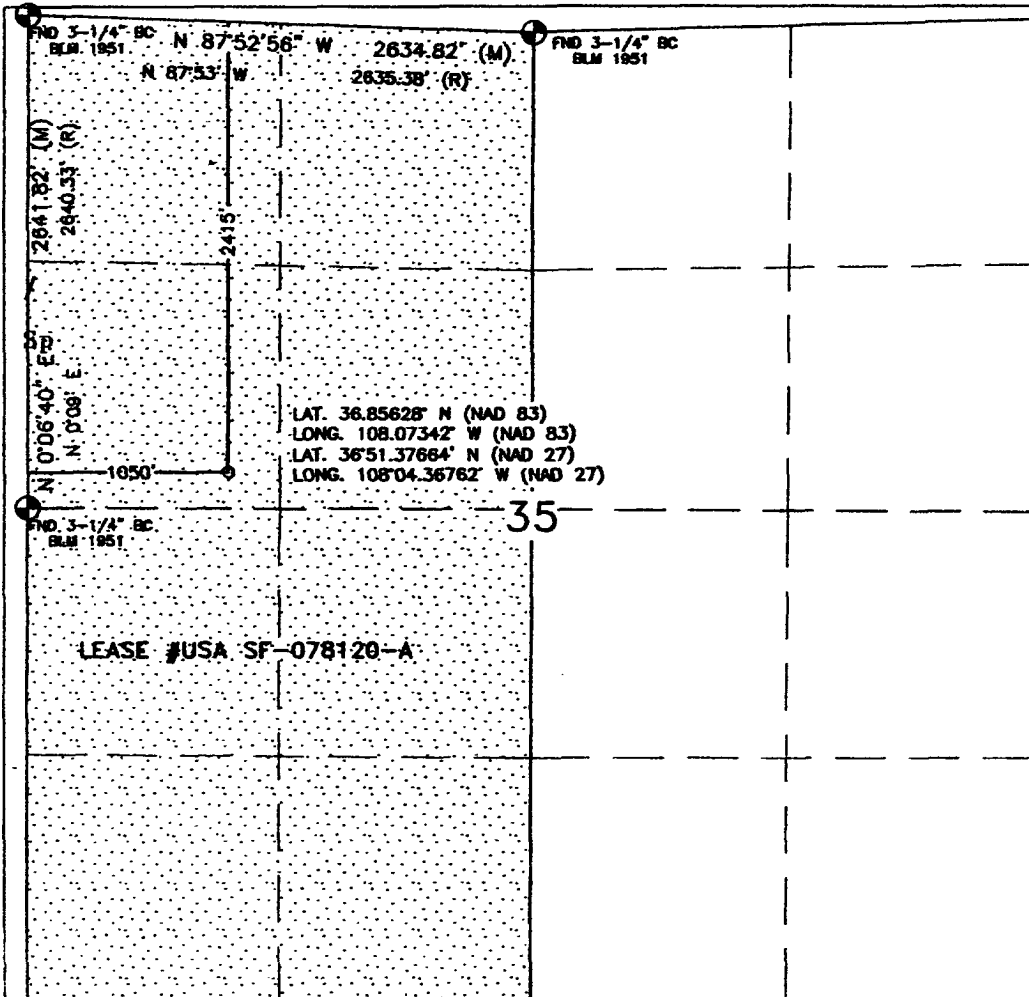 FND 3-1/4" BC
BLM 1951
N 87°52'56" W 2634.82' (M)
N 87°53' W 2635.38' (R)
FND 3-1/4" BC
BLM 1951
2641.82' (M)
2640.33' (R)
N 0°06'40" E
N 0°09' E
2415'
1050'
LAT. 36.85628° N (NAD 83)
LONG. 108.07342° W (NAD 83)
LAT. 36°51.37664' N (NAD 27)
LONG. 108°04.36762' W (NAD 27)
FND 3-1/4" BC
BLM 1951
35
LEASE #USA SF-078120-A